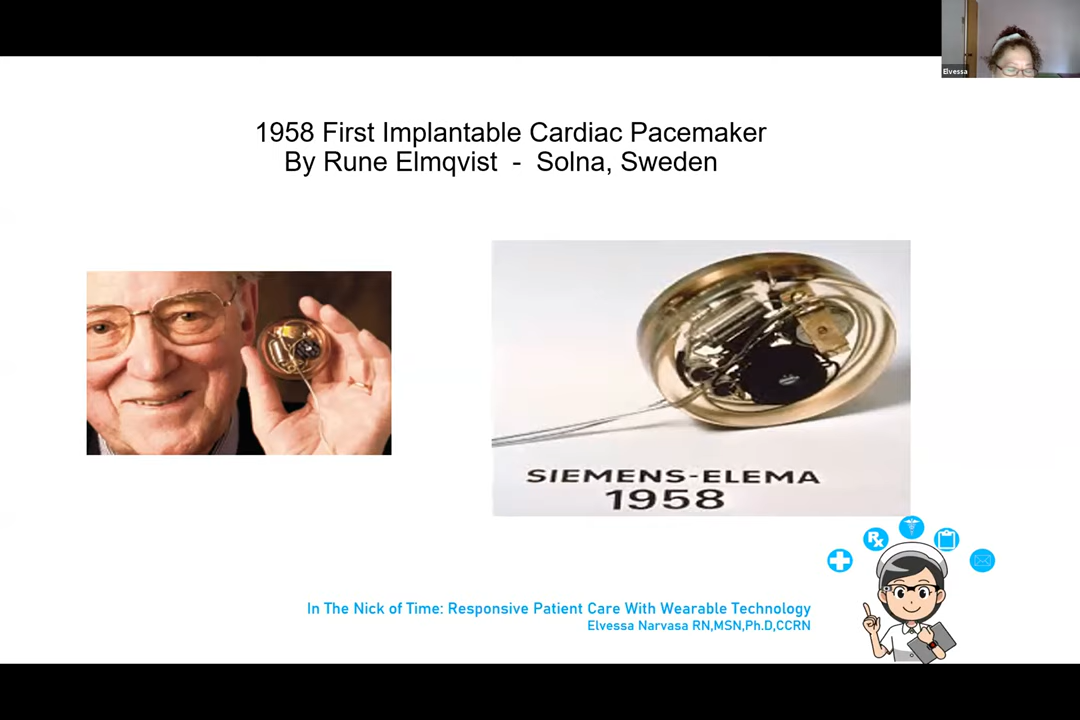 Elvessa
1958 First Implantable Cardiac Pacemaker
By Rune Elmqvist - Solna, Sweden
SIEMENS-ELEMA
1958
Rx
In The Nick of Time: Responsive Patient Care With Wearable Technology
Elvessa Narvasa RN,MSN,Ph.D,CCRN